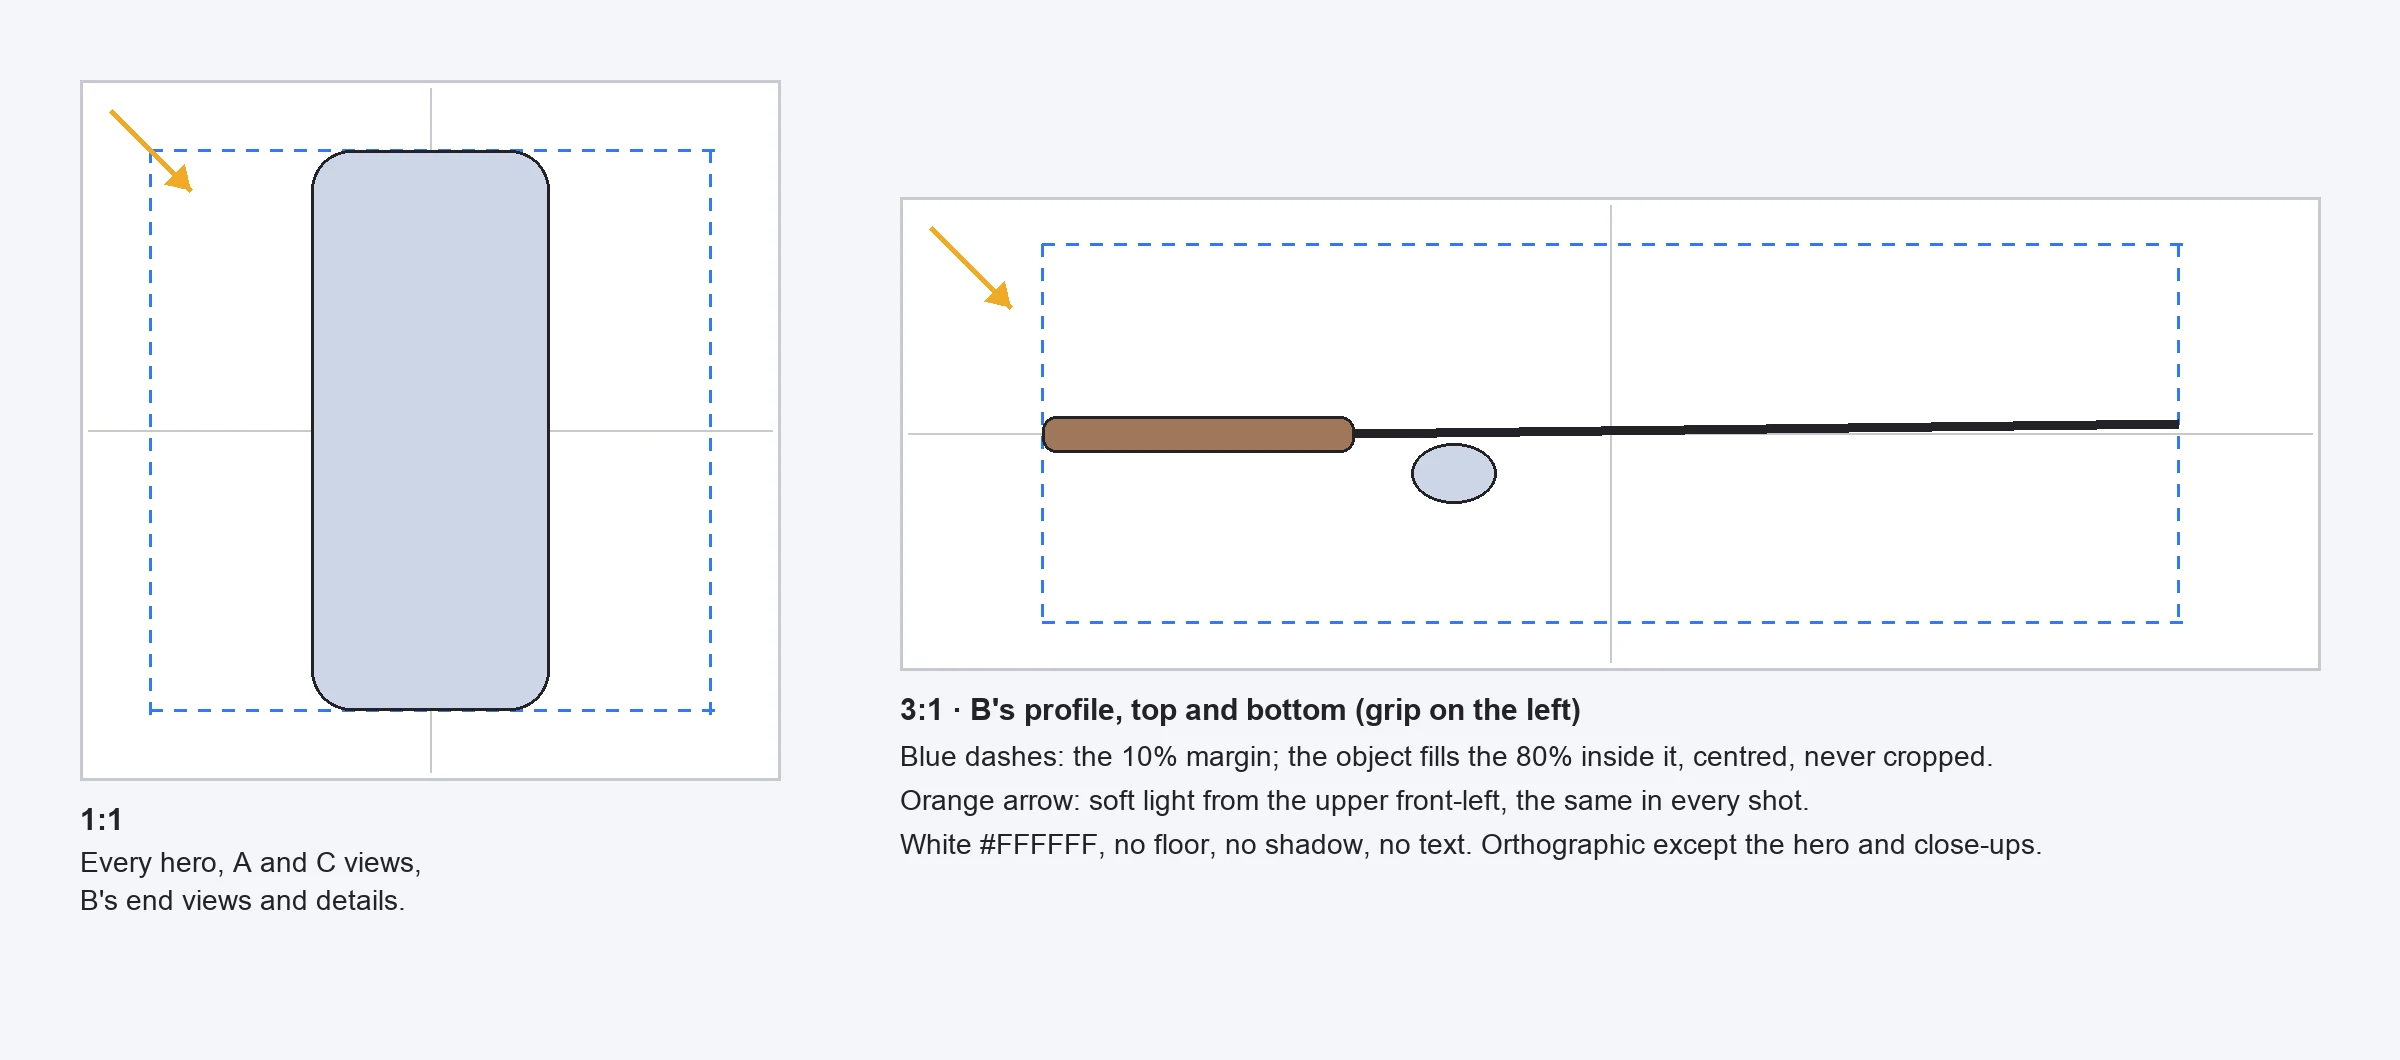 1:1
Every hero, A and C views,
B's end views and details.
3:1 · B's profile, top and bottom (grip on the left)
Blue dashes: the 10% margin; the object fills the 80% inside it, centred, never cropped.
Orange arrow: soft light from the upper front-left, the same in every shot.
White #FFFFFF, no floor, no shadow, no text. Orthographic except the hero and close-ups.